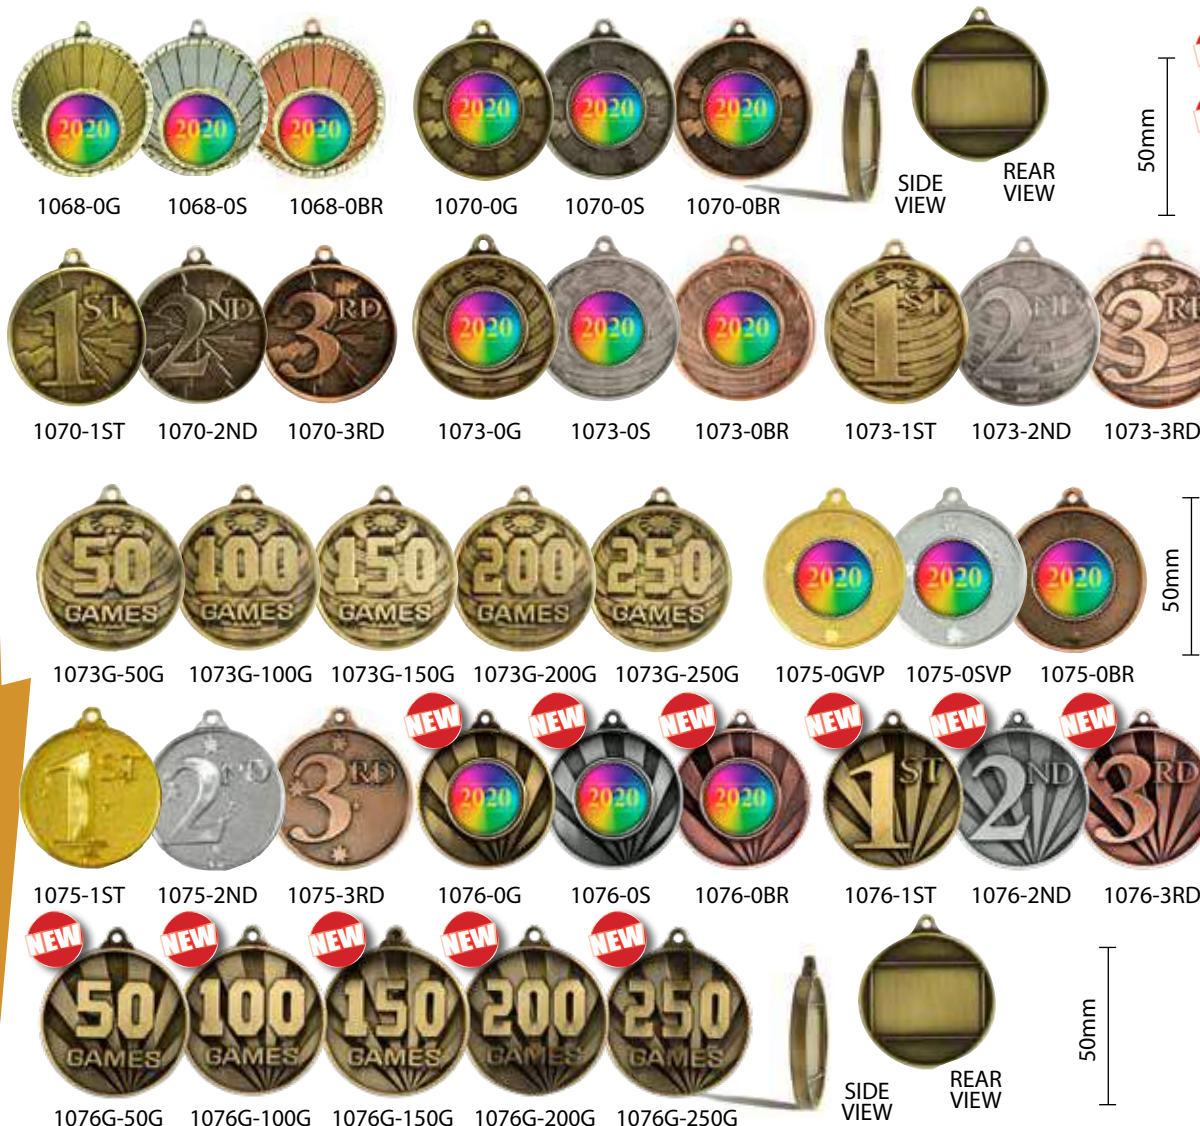 2020 2020 2020 2020 2020 2020
50mm
1068-0G 1068-0S 1068-0BR 1070-0G 1070-0S 1070-0BR
SIDE VIEW
REAR VIEW
1ST 2ND 3RD 2020 2020 2020 1ST 2ND 3RD
1070-1ST 1070-2ND 1070-3RD 1073-0G 1073-0S 1073-0BR 1073-1ST 1073-2ND 1073-3RD
50 GAMES 100 GAMES 150 GAMES 200 GAMES 250 GAMES 2020 2020 2020
50mm
1073G-50G 1073G-100G 1073G-150G 1073G-200G 1073G-250G 1075-0GVP 1075-0SVP 1075-0BR
NEW NEW NEW NEW NEW NEW
1ST 2ND 3RD 2020 2020 2020 1ST 2ND 3RD
1075-1ST 1075-2ND 1075-3RD 1076-0G 1076-0S 1076-0BR 1076-1ST 1076-2ND 1076-3RD
NEW NEW NEW NEW NEW
50 GAMES 100 GAMES 150 GAMES 200 GAMES 250 GAMES
50mm
SIDE VIEW
REAR VIEW
1076G-50G 1076G-100G 1076G-150G 1076G-200G 1076G-250G